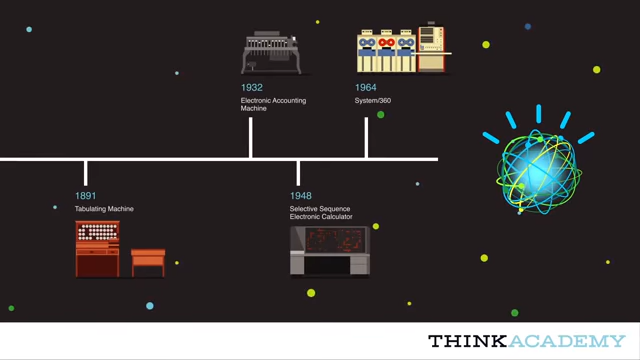 1932
Electronic Accounting
Machine
1964
System/360
1891
Tabulating Machine
1948
Selective Sequence
Electronic Calculator
THINKACADEMY